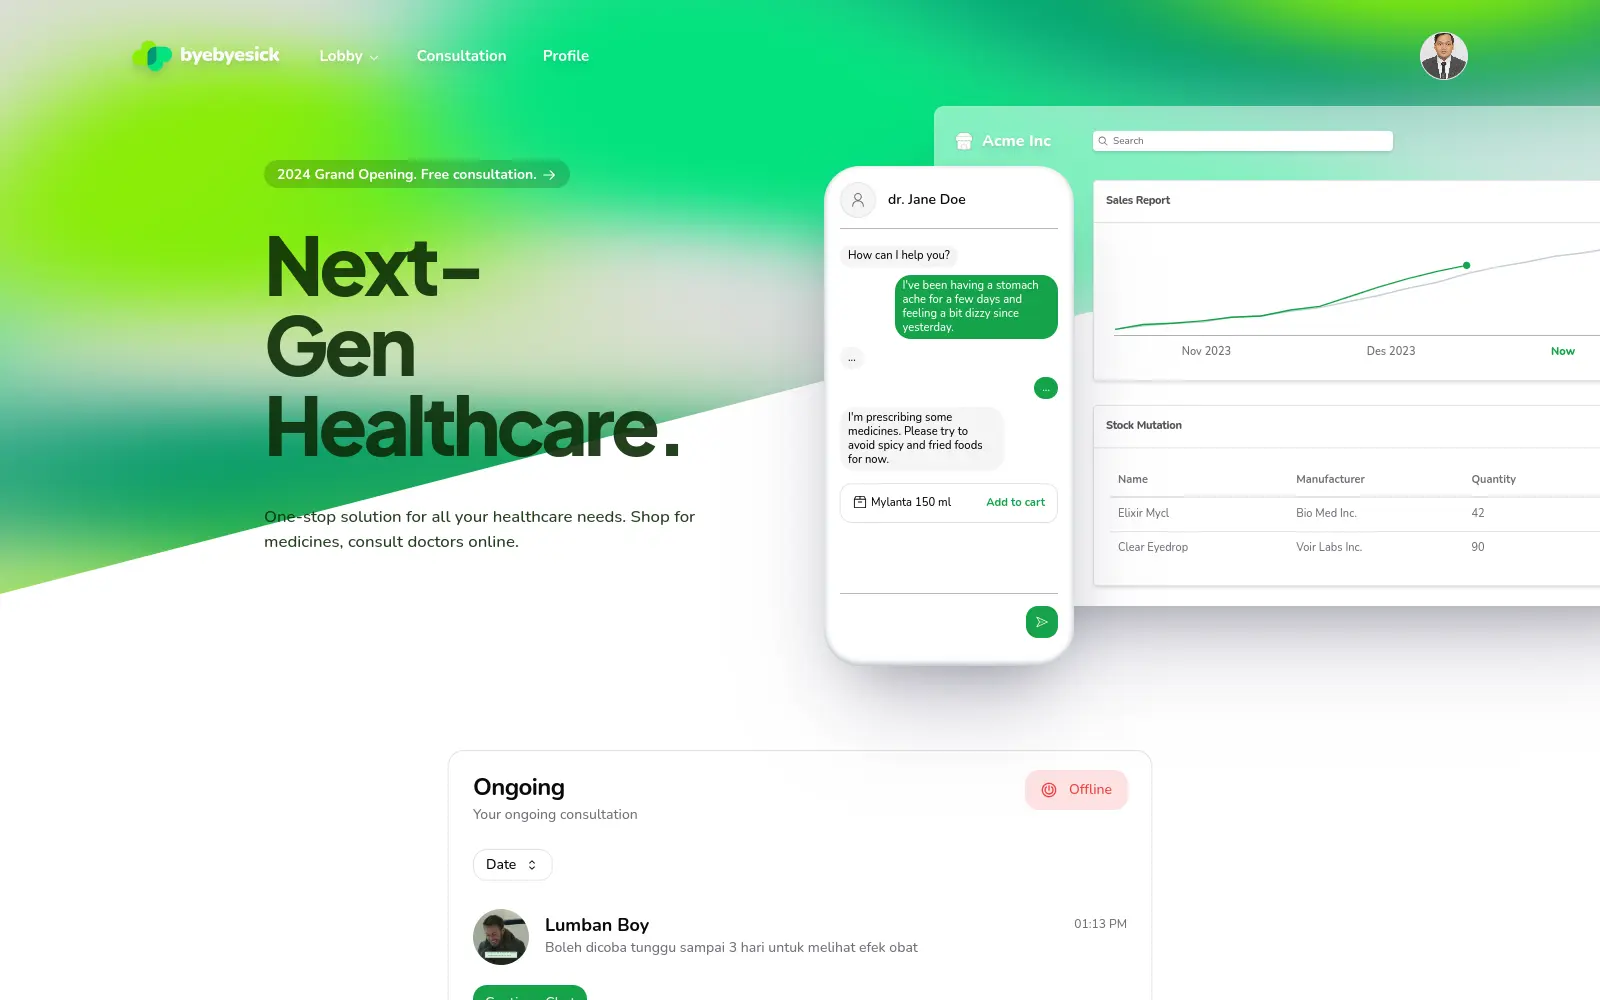 byebyesick
Lobby
Consultation
Profile
2024 Grand Opening. Free consultation.
Next-
Gen
Healthcare.
One-stop solution for all your healthcare needs. Shop for
medicines, consult doctors online.
dr. Jane Doe
How can I help you?
I've been having a stomach
ache for a few days and
feeling a bit dizzy since
yesterday.
...
...
I'm prescribing some
medicines. Please try to
avoid spicy and fried foods
for now.
Mylanta 150 ml Add to cart
Acme Inc
Search
Sales Report
Nov 2023 Des 2023 Now
Stock Mutation
Name Manufacturer Quantity
Elixir Mycl Bio Med Inc. 42
Clear Eyedrop Voir Labs Inc. 90
Ongoing
Your ongoing consultation
Offline
Date
Lumban Boy
01:13 PM
Boleh dicoba tunggu sampai 3 hari untuk melihat efek obat